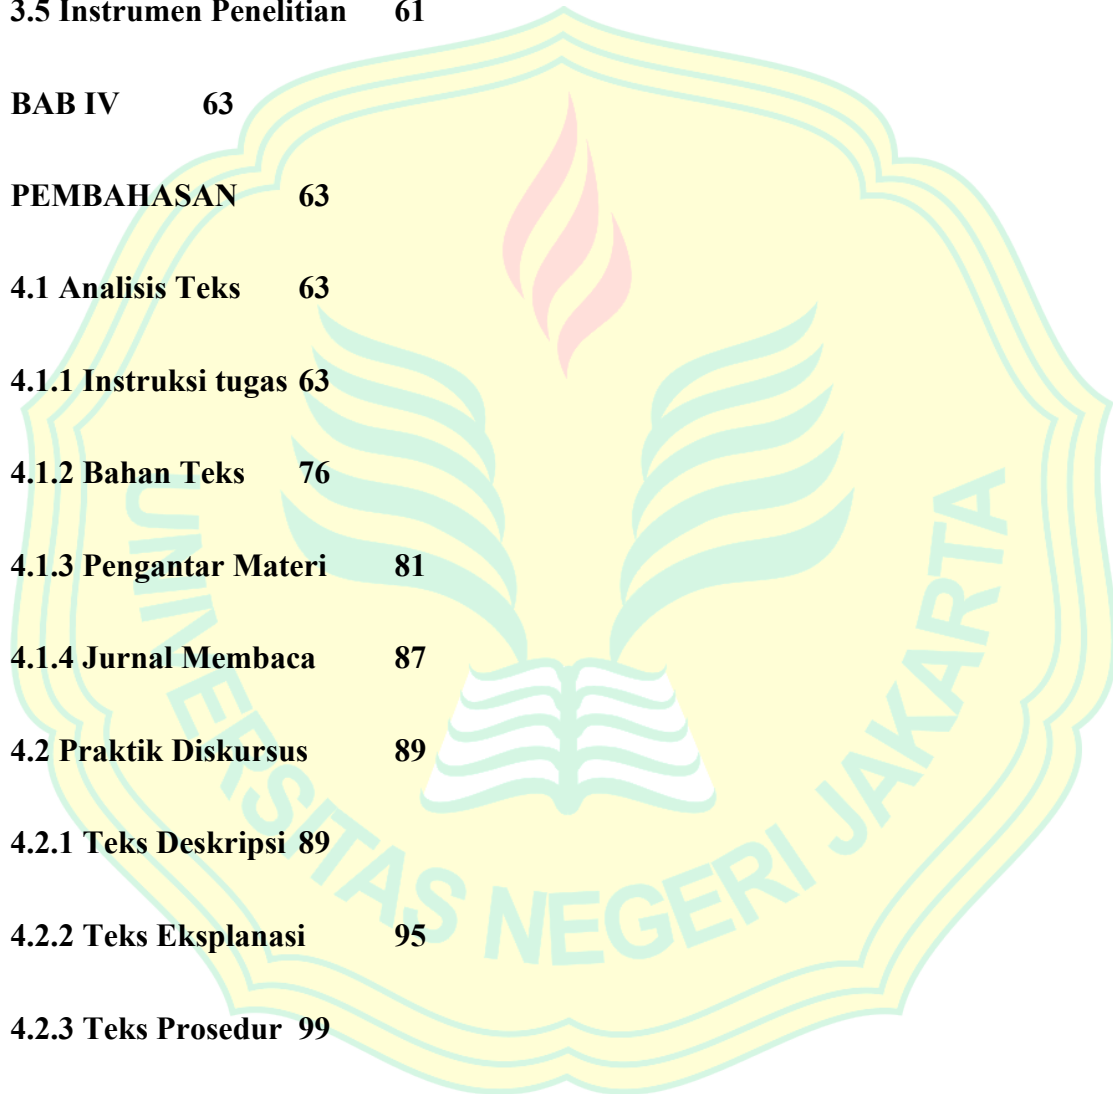 3.5 Instrumen Penelitian 61
BAB IV 63
PEMBAHASAN 63
4.1 Analisis Teks 63
4.1.1 Instruksi tugas 63
4.1.2 Bahan Teks 76
4.1.3 Pengantar Materi 81
4.1.4 Jurnal Membaca 87
4.2 Praktik Diskursus 89
4.2.1 Teks Deskripsi 89
4.2.2 Teks Eksplanasi 95
4.2.3 Teks Prosedur 99
UNIVERSITAS NEGERI JAKARTA